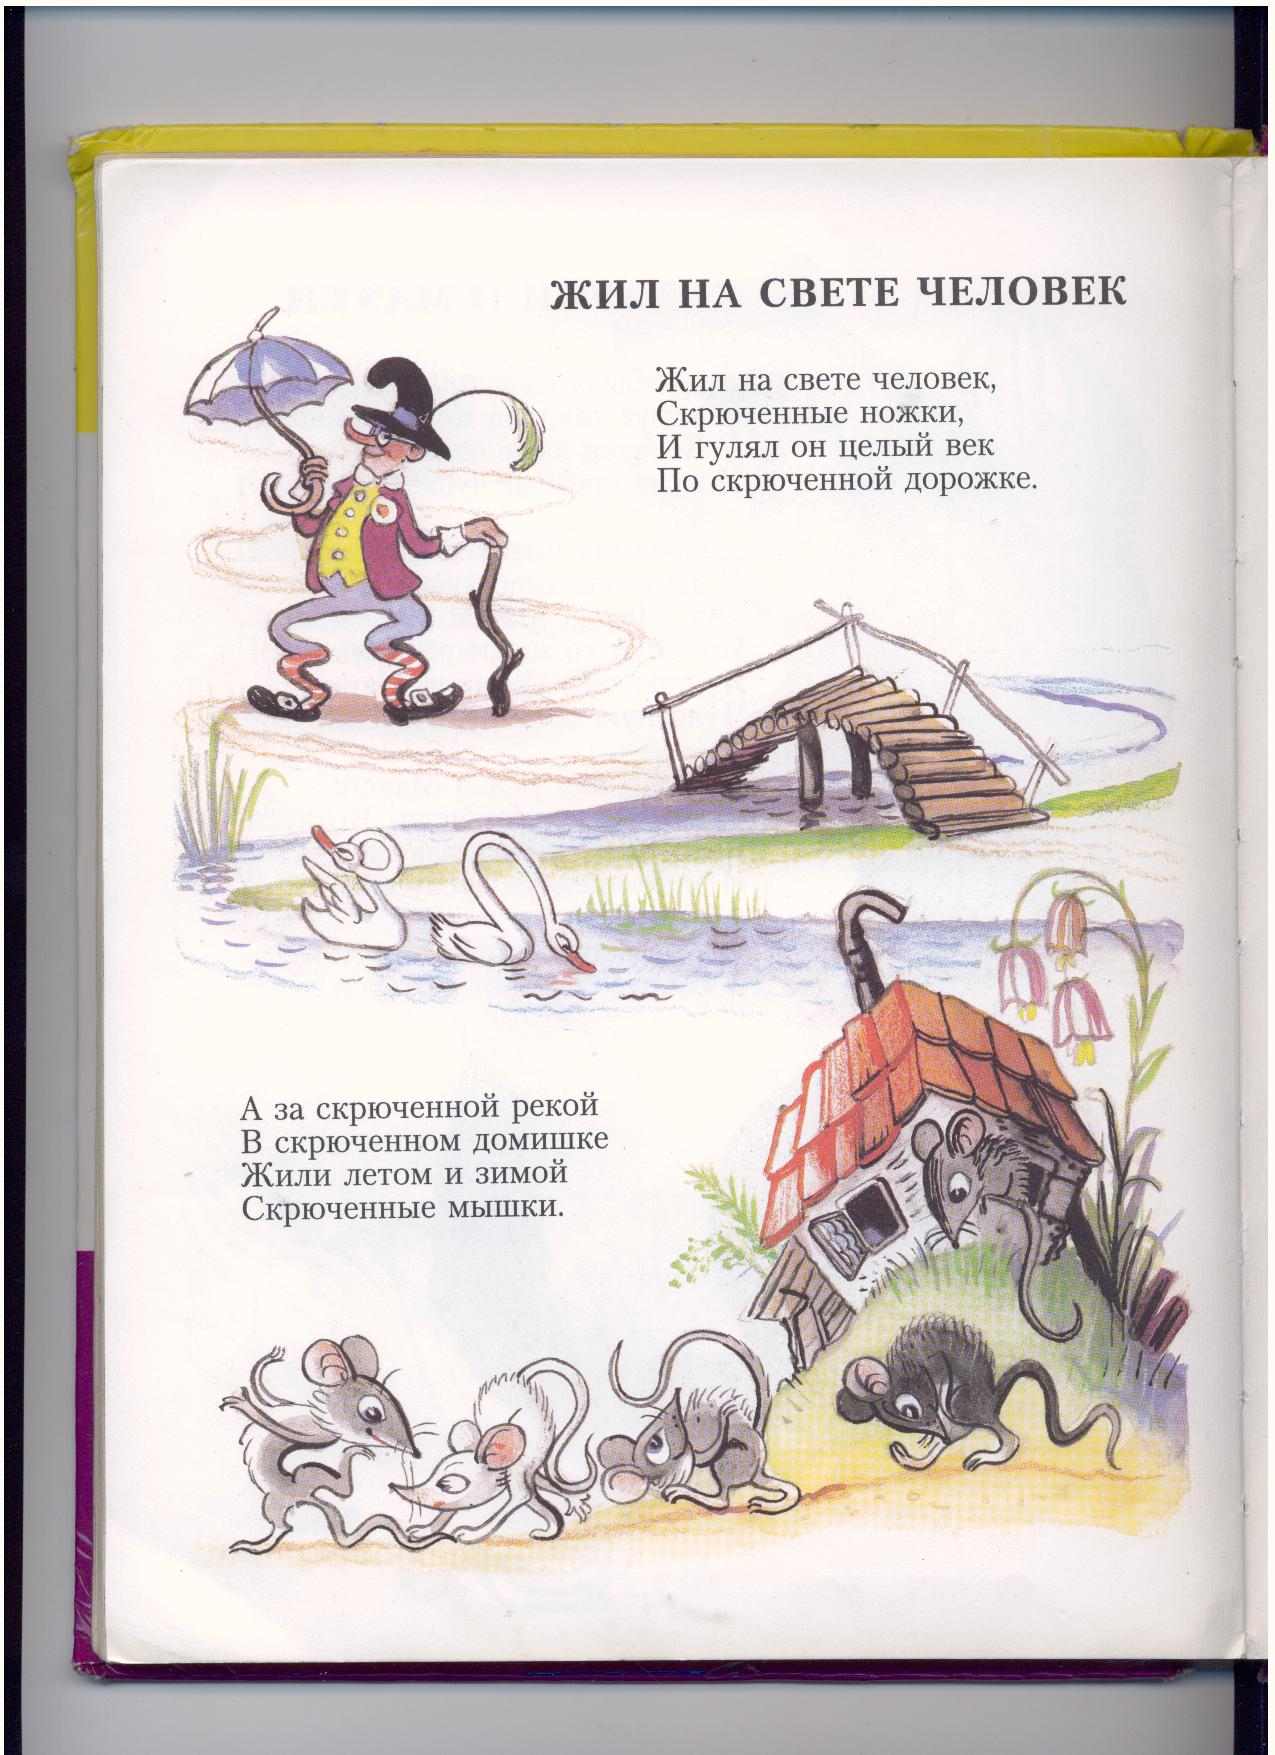 ЖИЛ НА СВЕТЕ ЧЕЛОВЕК
Жил на свете человек,
Скрюченные ножки,
И гулял он целый век
По скрюченной дорожке.
А за скрюченной рекой
В скрюченном домишке
Жили летом и зимой
Скрюченные мышки.